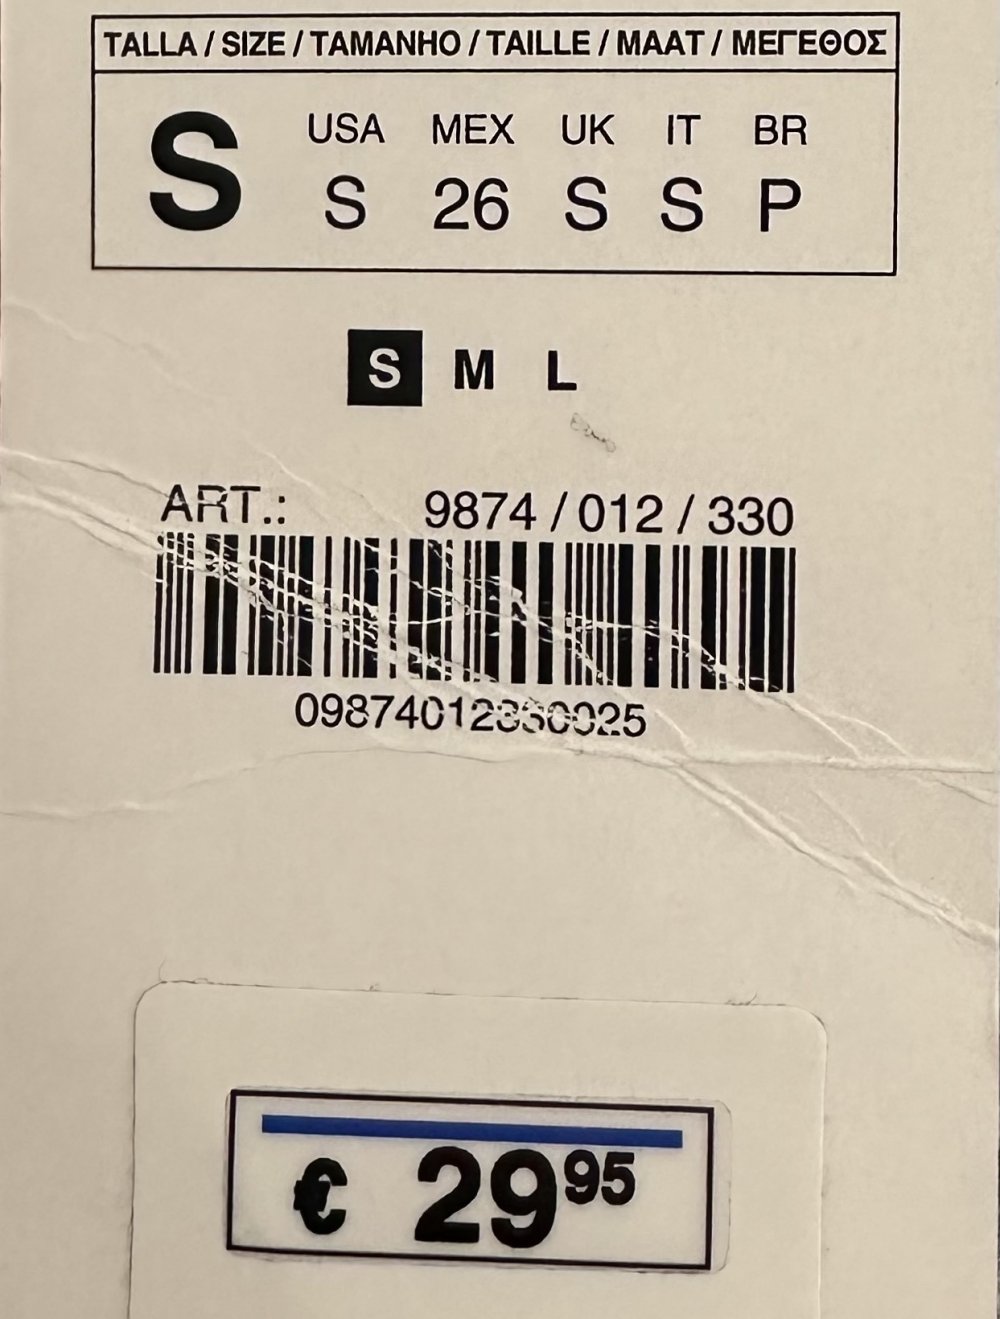 TALLA / SIZE / TAMANHO / TAILLE / MAAT / ΜΕΓΕΘΟΣ
USA MEX UK IT BR
S S 26 S S P
S M L
ART.: 9874 / 012 / 330
€ 29 95